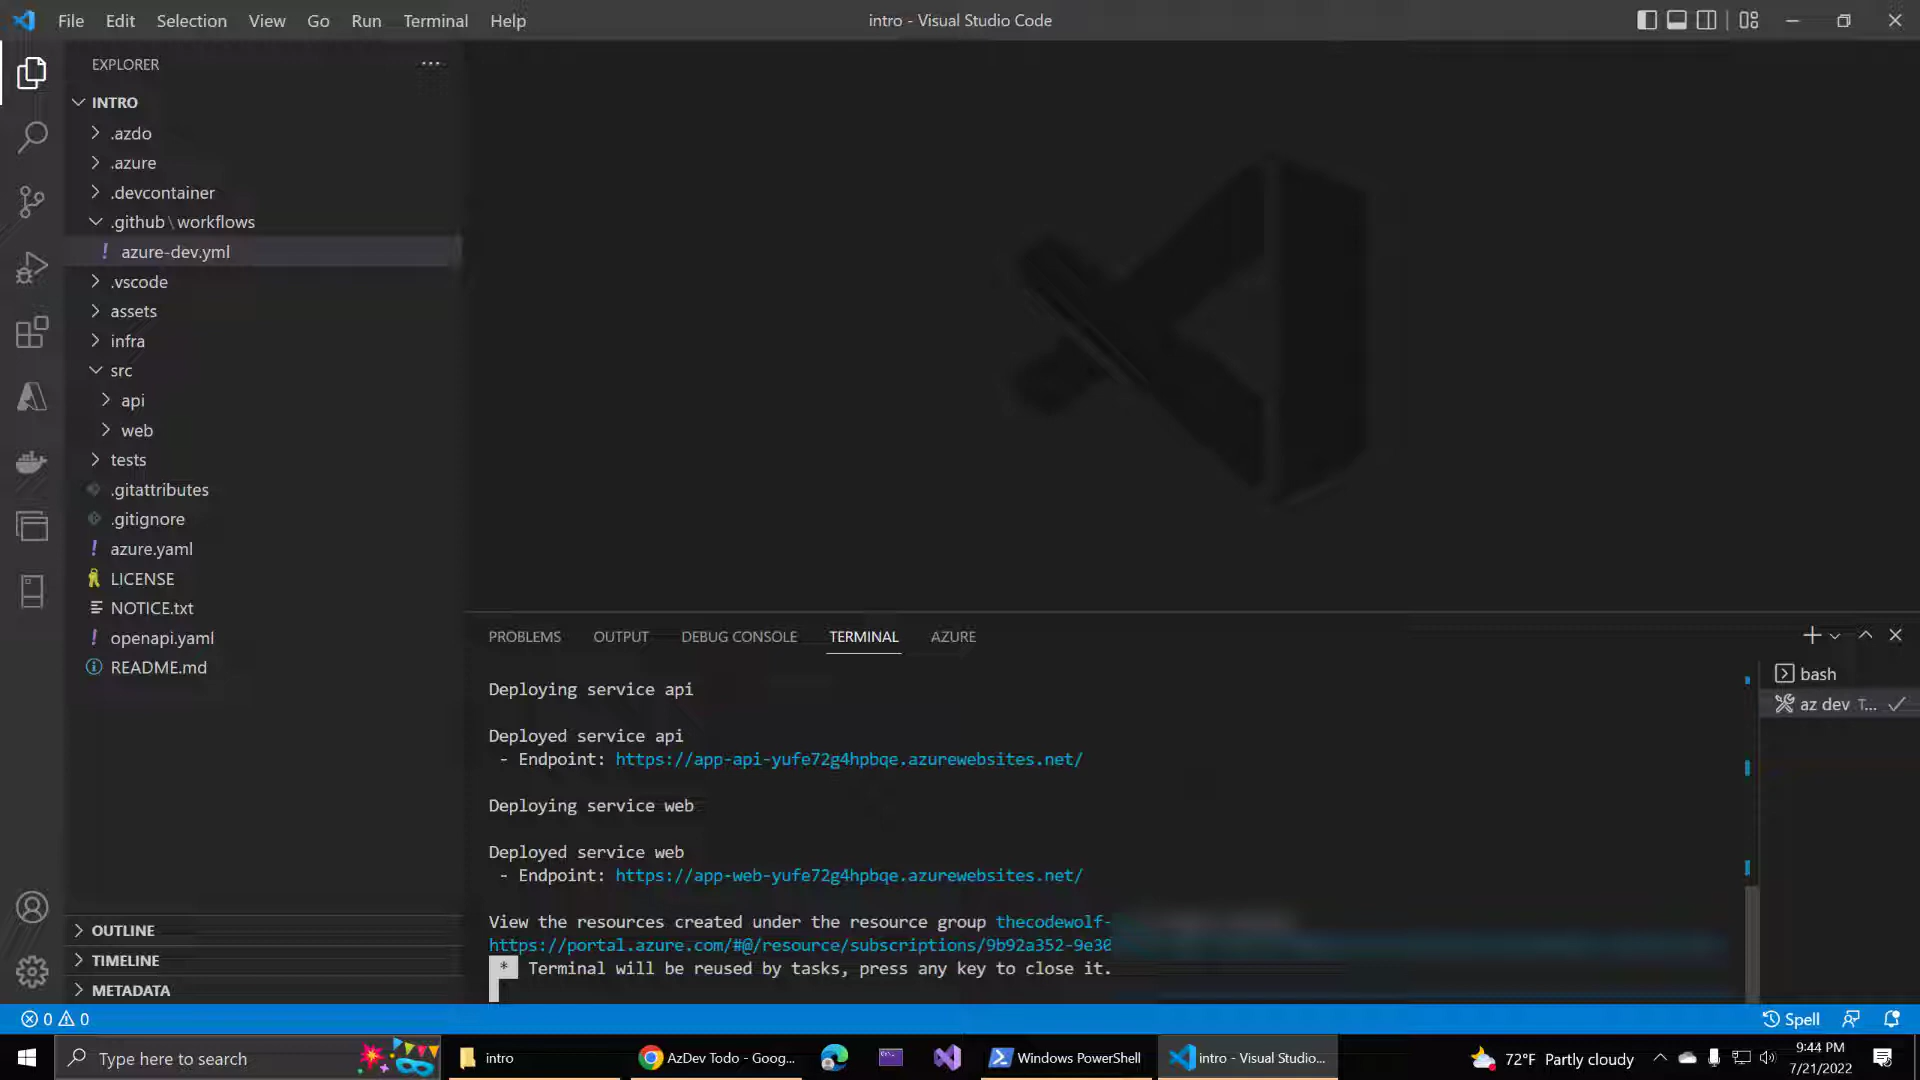 File Edit Selection View Go Run Terminal Help
intro - Visual Studio Code
EXPLORER
INTRO
.azdo
.azure
.devcontainer
.github\workflows
! azure-dev.yml
.vscode
assets
infra
src
api
web
tests
.gitattributes
.gitignore
! azure.yaml
LICENSE
NOTICE.txt
! openapi.yaml
README.md
OUTLINE
TIMELINE
METADATA
PROBLEMS OUTPUT DEBUG CONSOLE TERMINAL AZURE
Deploying service api
Deployed service api
- Endpoint: https://app-api-yufe72g4hpbqe.azurewebsites.net/
Deploying service web
Deployed service web
- Endpoint: https://app-web-yufe72g4hpbqe.azurewebsites.net/
View the resources created under the resource group thecodewolf-
https://portal.azure.com/#@/resource/subscriptions/9b92a352-9e30
* Terminal will be reused by tasks, press any key to close it.
bash
az dev T...
0 0
Spell
Type here to search
intro
AzDev Todo - Goog...
Windows PowerShell
intro - Visual Studio...
72°F Partly cloudy
9:44 PM
7/21/2022